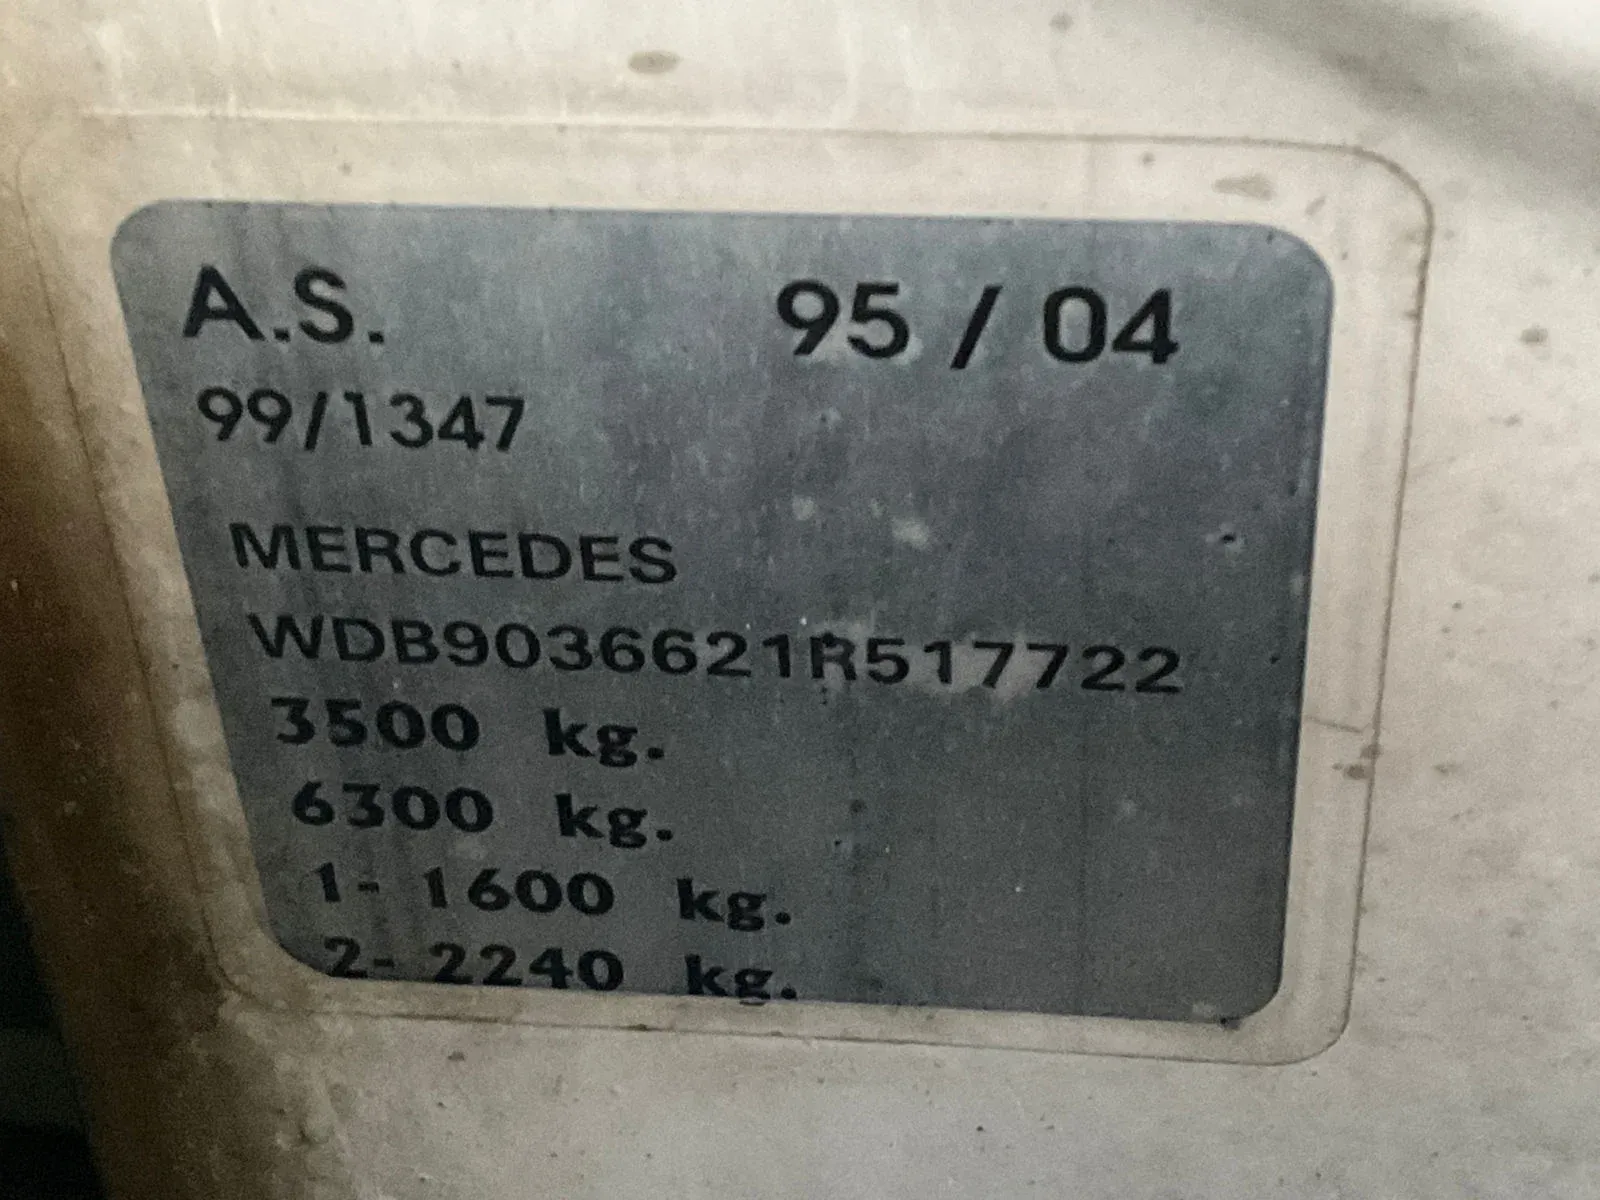 A.S. 95 / 04
99/1347
MERCEDES
WDB9036621R517722
3500 kg.
6300 kg.
1- 1600 kg.
2- 2240 kg.